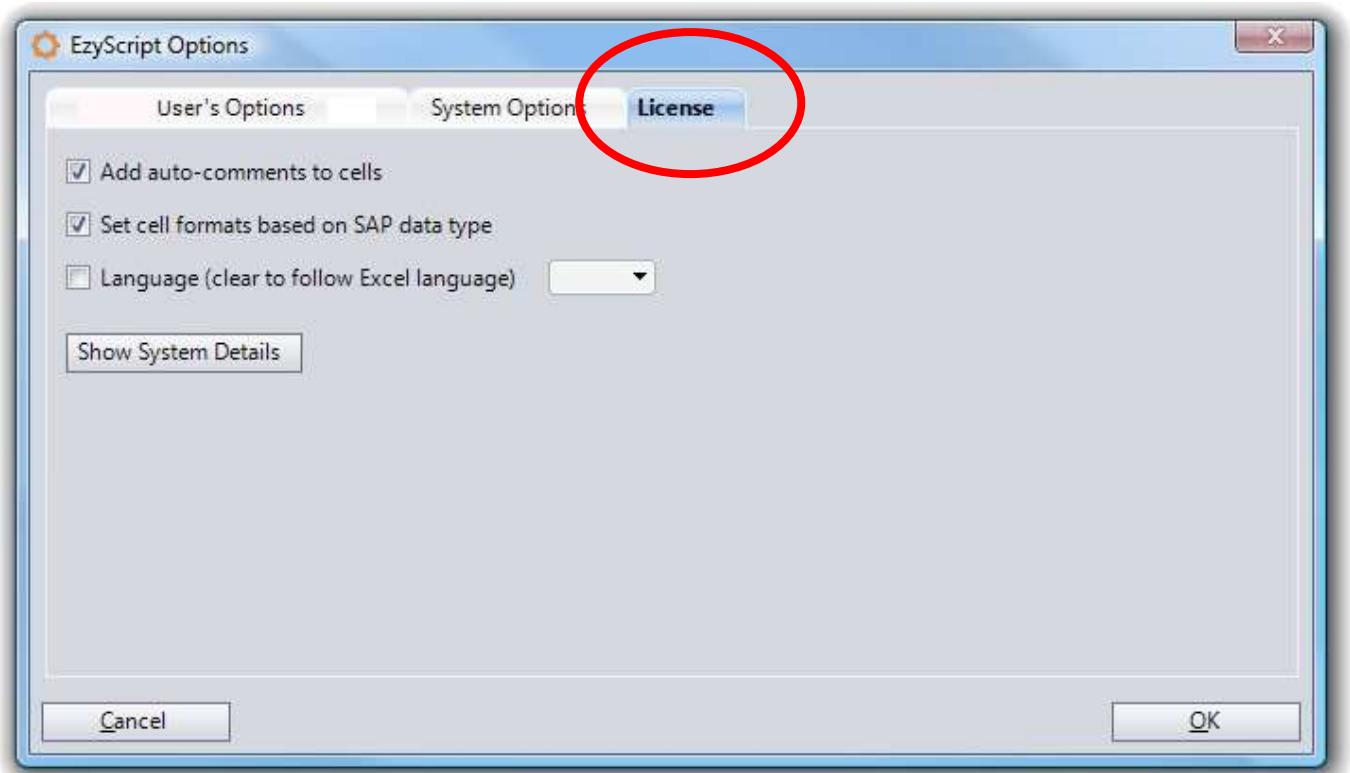 EzyScript Options
User's Options System Options License
Add auto-comments to cells
Set cell formats based on SAP data type
Language (clear to follow Excel language)
Show System Details
Cancel OK